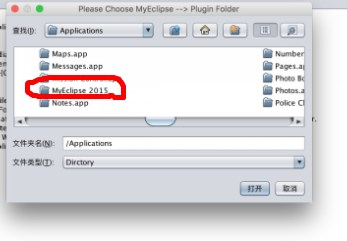 Please Choose MyEclipse --> Plugin Folder
查找(I): Applications
Maps.app
Messages.app
MyEclipse 2015
Notes.app
Number
Pages.ap
Photo Bo
Photos.a
Police Cl
文件夹名(N): /Applications
文件类型(T): Dirctory
打开 取消